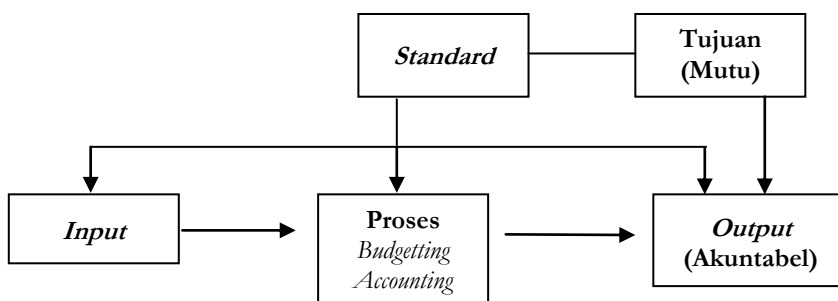 Standard
Tujuan
(Mutu)
Input
Proses
Budgetting
Accounting
Output
(Akuntabel)